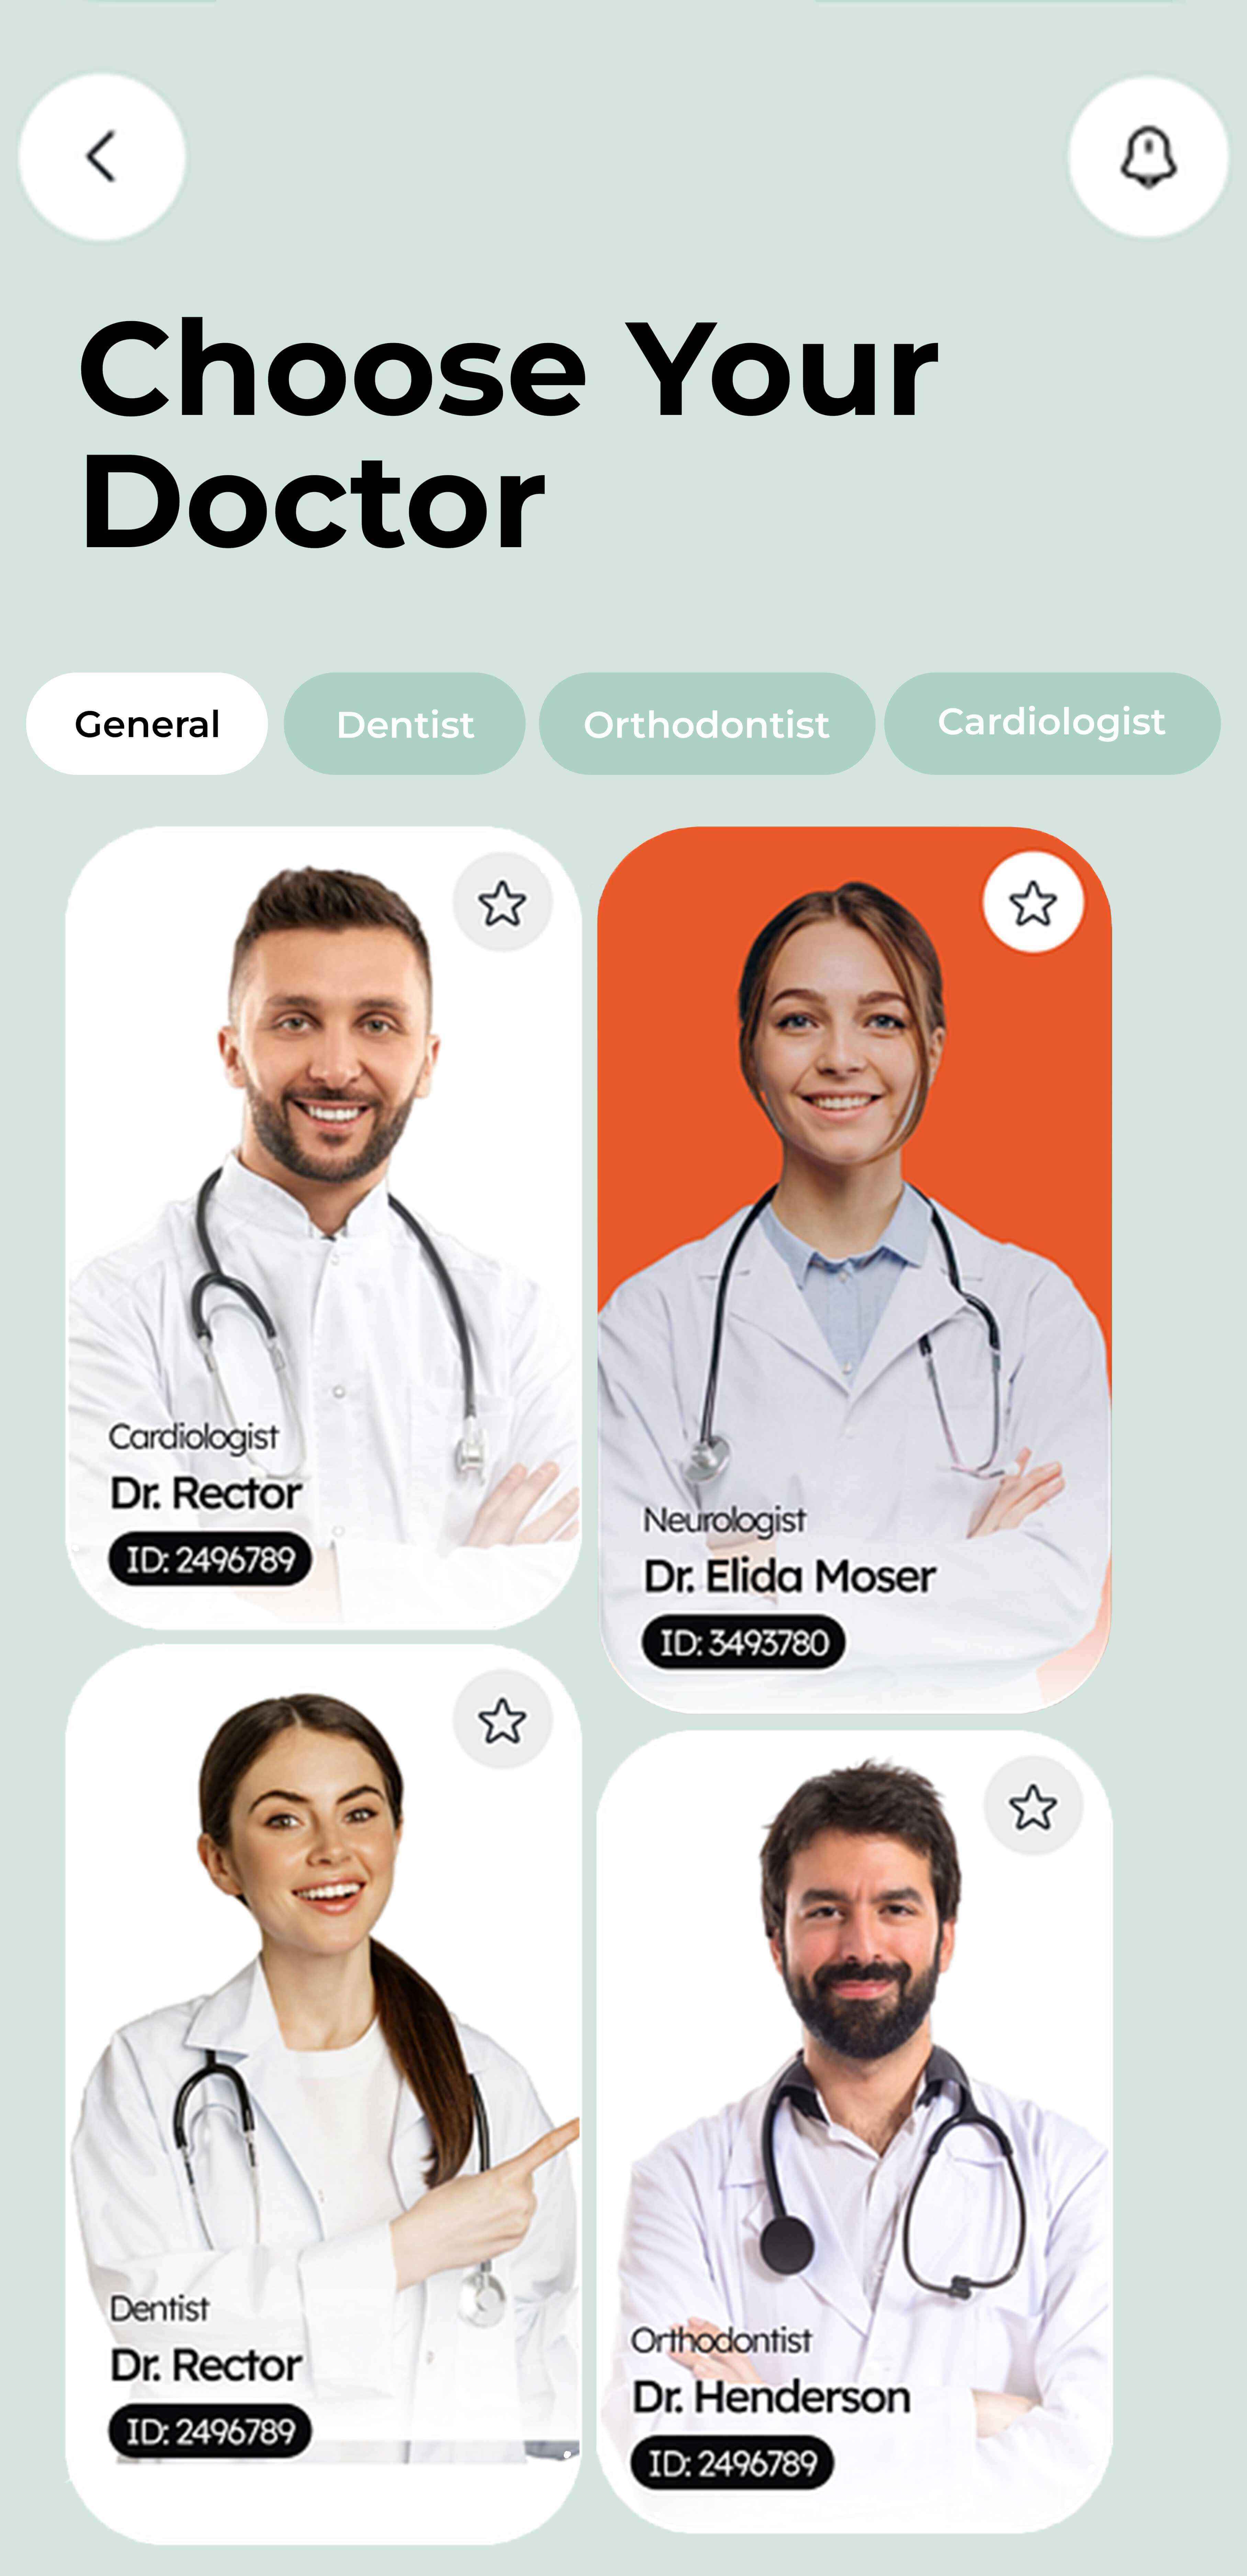 Choose Your
Doctor
General
Dentist
Orthodontist
Cardiologist
Cardiologist
Dr. Rector
ID: 2496789
Neurologist
Dr. Elida Moser
ID: 3493780
Dentist
Dr. Rector
ID: 2496789
Orthodontist
Dr. Henderson
ID: 2496789